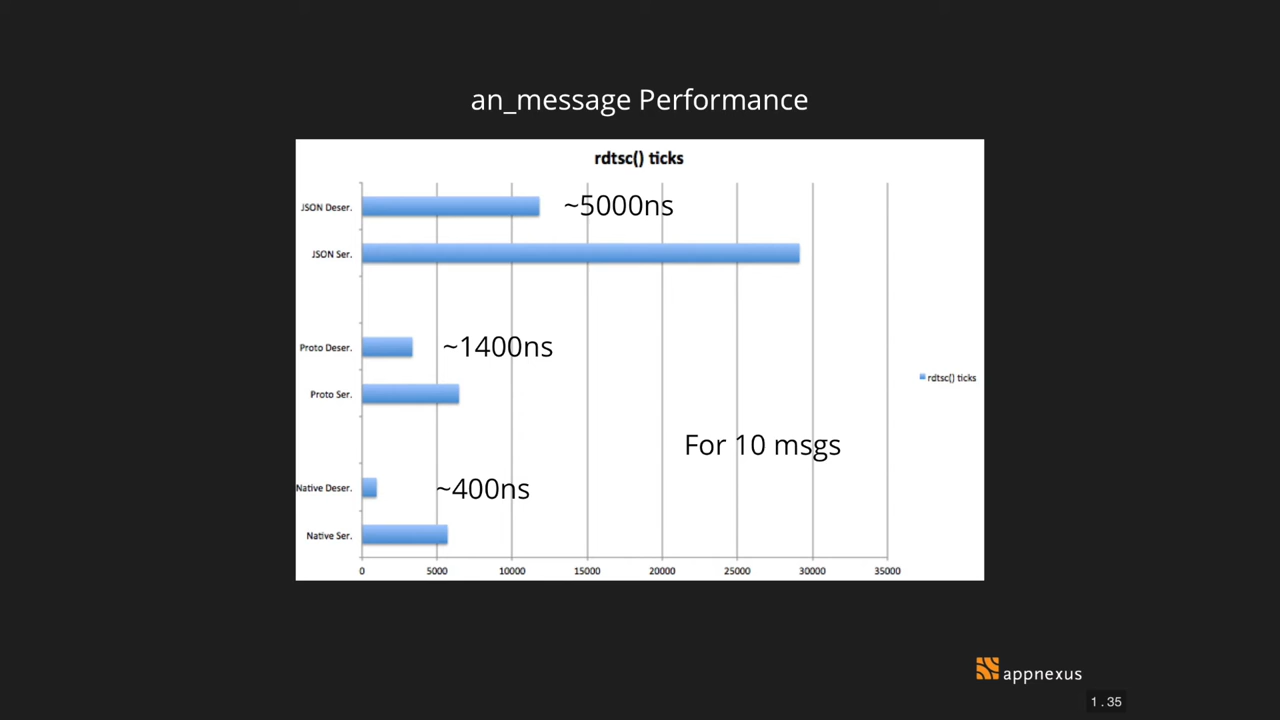 an_message Performance
rdtsc() ticks
JSON Deser.
~5000ns
JSON Ser.
Proto Deser.
~1400ns
rdtsc() ticks
Proto Ser.
For 10 msgs
Native Deser.
~400ns
Native Ser.
0 5000 10000 15000 20000 25000 30000 35000
appnexus
1.35